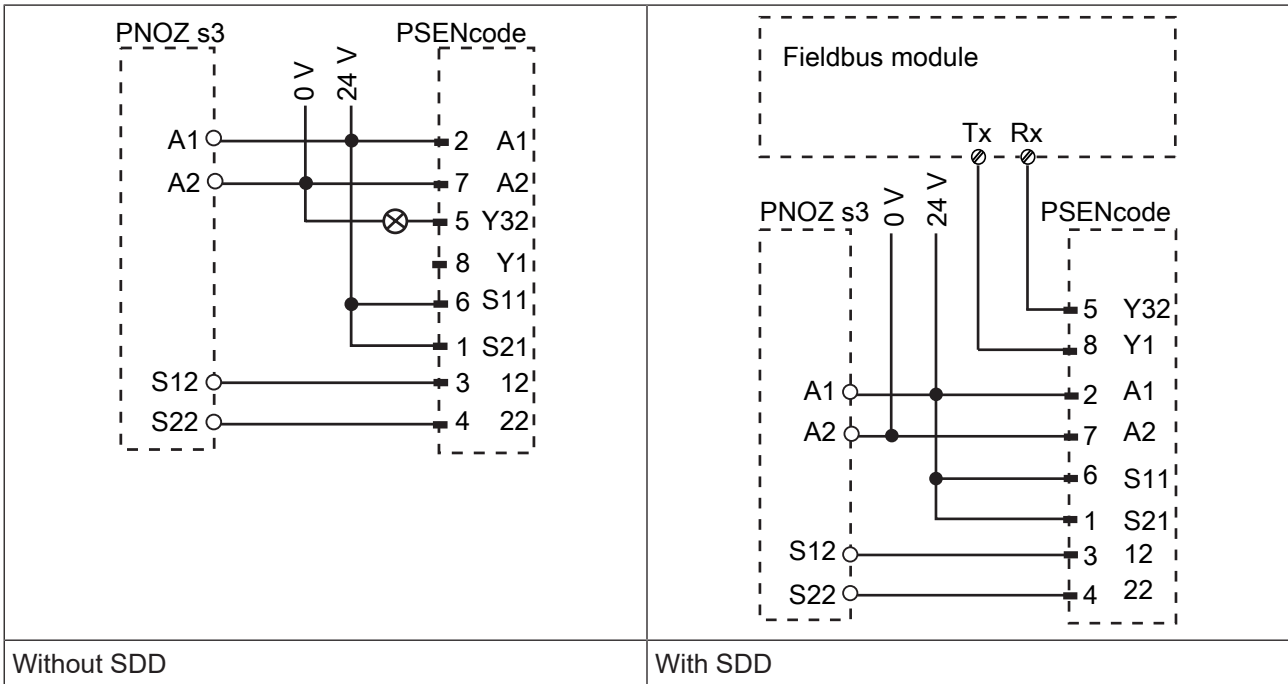 PNOZ s3
PSENcode
0 V
24 V
A1
2 A1
A2
7 A2
5 Y32
8 Y1
6 S11
1 S21
S12
3 12
S22
4 22
Without SDD
Fieldbus module
Tx Rx
PNOZ s3
0 V
24 V
PSENcode
5 Y32
8 Y1
A1
2 A1
A2
7 A2
6 S11
1 S21
S12
3 12
S22
4 22
With SDD